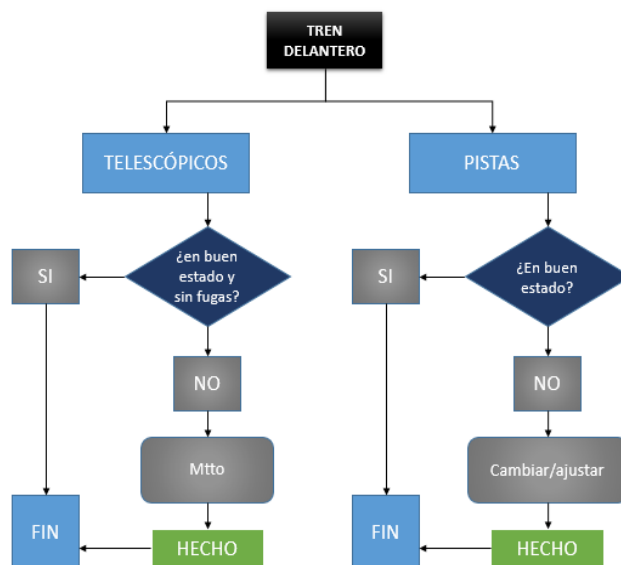 TREN
DELANTERO
TELESCÓPICOS
PISTAS
¿en buen
estado y
sin fugas?
SI
¿En buen
estado?
SI
NO
NO
Mtto
Cambiar/ajustar
FIN
HECHO
FIN
HECHO